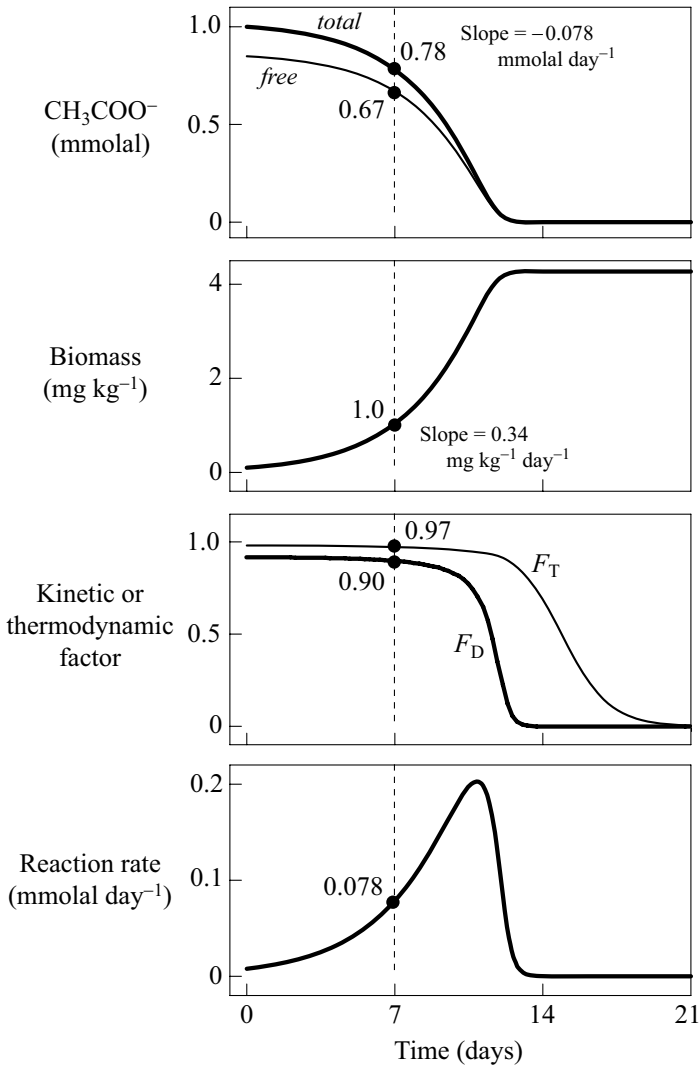 1.0
total
0.78
Slope = −0.078
mmolal day⁻¹
free
CH₃COO⁻
(mmolal)
0.5
0.67
0
4
Biomass
(mg kg⁻¹)
2
1.0
Slope = 0.34
mg kg⁻¹ day⁻¹
0
1.0
0.97
0.90
F_T
Kinetic or
thermodynamic
factor
0.5
F_D
0
0.2
Reaction rate
(mmolal day⁻¹)
0.1
0.078
0
0
7
14
21
Time (days)